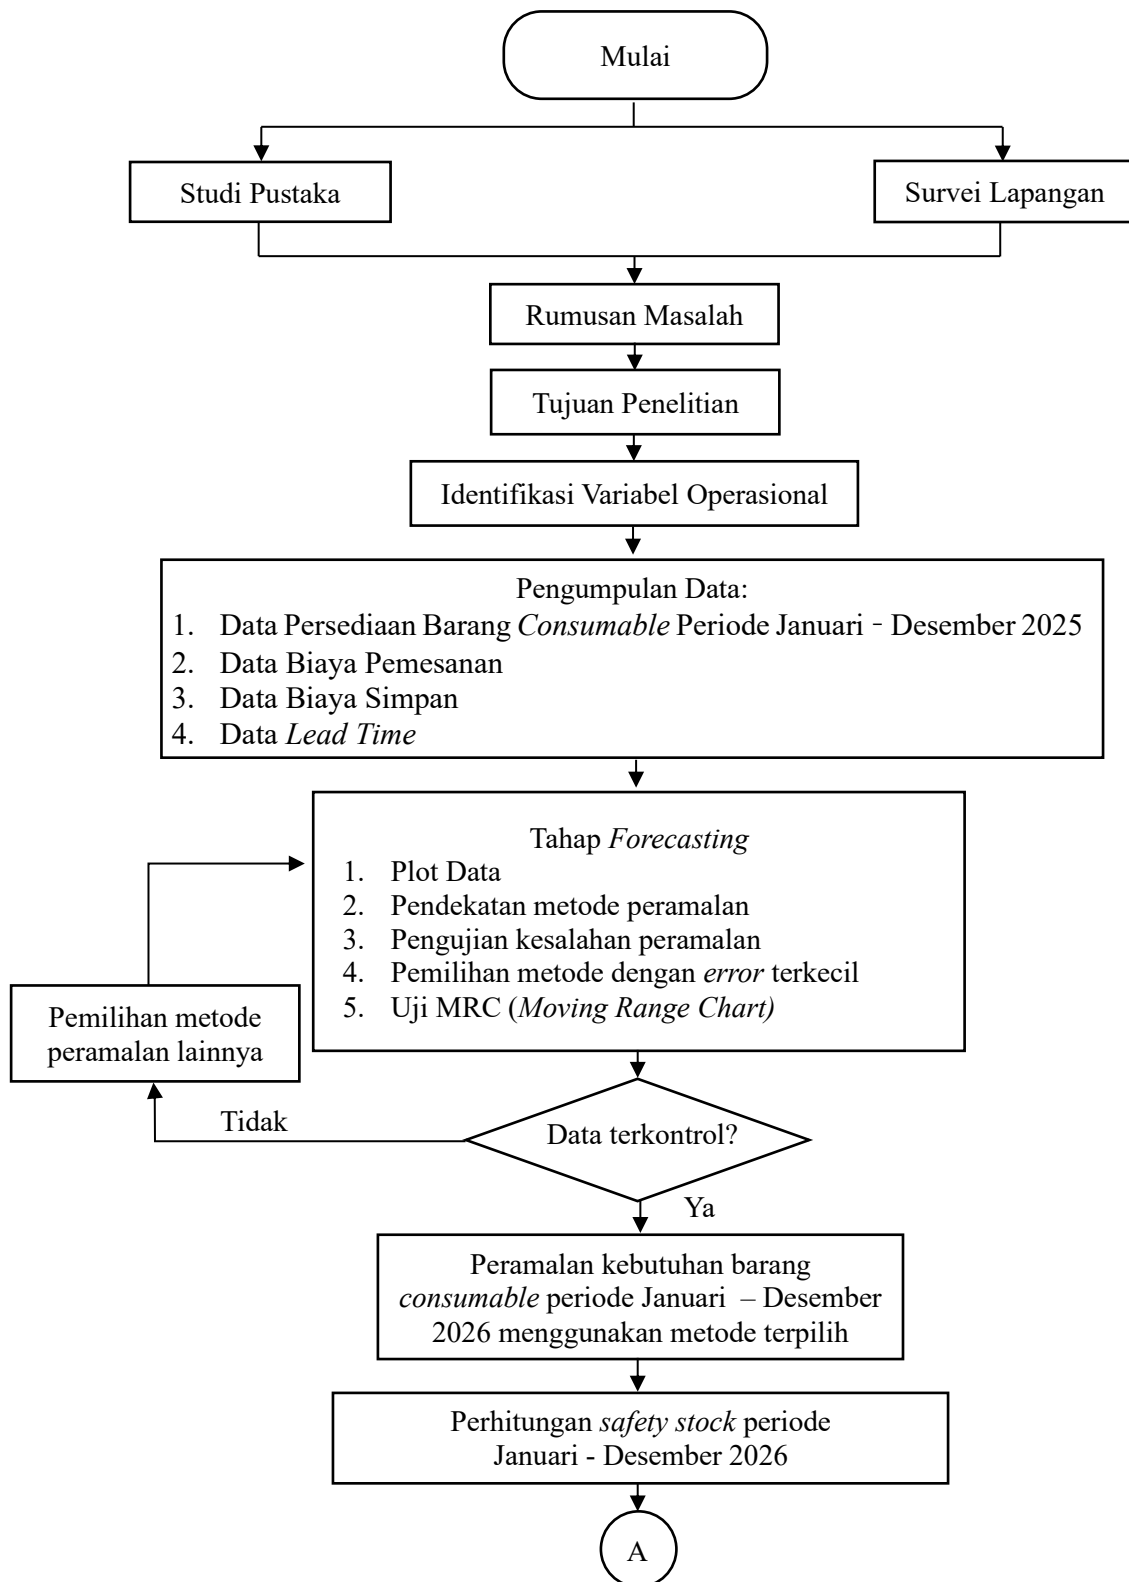 Mulai
Studi Pustaka
Survei Lapangan
Rumusan Masalah
Tujuan Penelitian
Identifikasi Variabel Operasional
Pengumpulan Data:
1. Data Persediaan Barang Consumable Periode Januari - Desember 2025
2. Data Biaya Pemesanan
3. Data Biaya Simpan
4. Data Lead Time
Tahap Forecasting
1. Plot Data
2. Pendekatan metode peramalan
3. Pengujian kesalahan peramalan
4. Pemilihan metode dengan error terkecil
5. Uji MRC (Moving Range Chart)
Pemilihan metode
peramalan lainnya
Tidak
Data terkontrol?
Ya
Peramalan kebutuhan barang
consumable periode Januari – Desember
2026 menggunakan metode terpilih
Perhitungan safety stock periode
Januari - Desember 2026
A